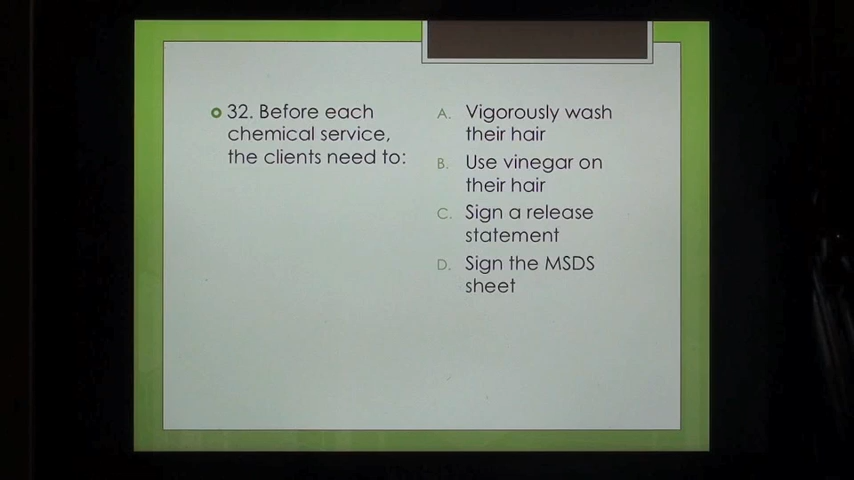 32. Before each
chemical service,
the clients need to:
A. Vigorously wash
their hair
B. Use vinegar on
their hair
C. Sign a release
statement
D. Sign the MSDS
sheet